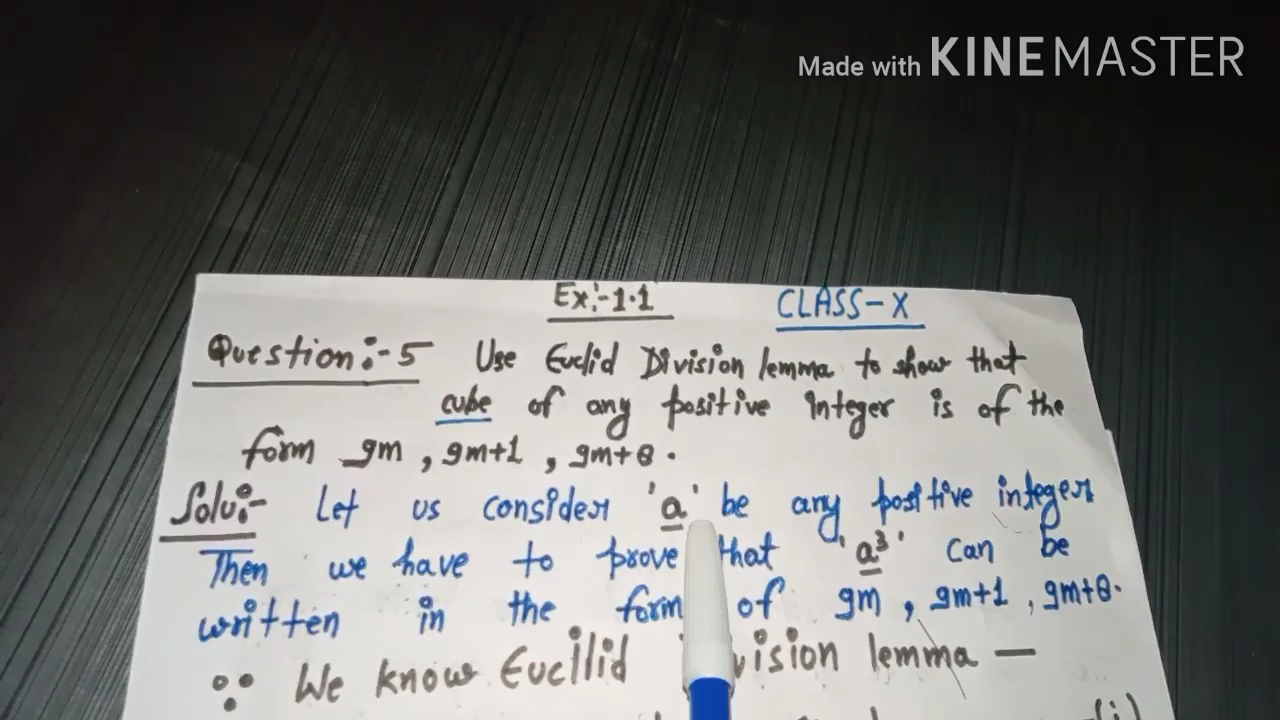 Made with KINEMASTER
Ex:-1.1 CLASS-X
Question:-5 Use Euclid Division lemma to show that
cube of any positive integer is of the
form 9m, 9m+1, 9m+8.
Solu:- Let us consider 'a' be any positive integer
Then we have to prove that 'a³' can be
written in the form of 9m, 9m+1, 9m+8.
∵ We know Eucilid vision lemma —
(i)